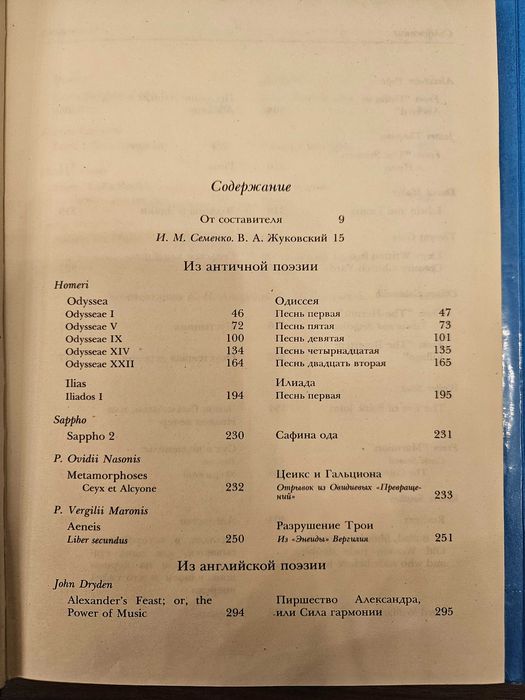 Содержание
От составителя 9
И. М. Семенко. В. А. Жуковский 15
Из античной поэзии
Homeri
Odyssea Одиссея
Odysseae I 46 Песнь первая 47
Odysseae V 72 Песнь пятая 73
Odysseae IX 100 Песнь девятая 101
Odysseae XIV 134 Песнь четырнадцатая 135
Odysseae XXII 164 Песнь двадцать вторая 165
Ilias Илиада
Iliados I 194 Песнь первая 195
Sappho
Sappho 2 230 Сафина ода 231
P. Ovidii Nasonis
Metamorphoses Цеикс и Гальциона
Ceyx et Alcyone 232 Отрывок из Овидиевых «Превраще-
ний») 233
P. Vergilii Maronis
Aeneis Разрушение Трои
Liber secundus 250 Из «Энеиды» Вергилия 251
Из английской поэзии
John Dryden
Alexander's Feast; or, the Пиршество Александра,
Power of Music 294 или Сила гармонии 295